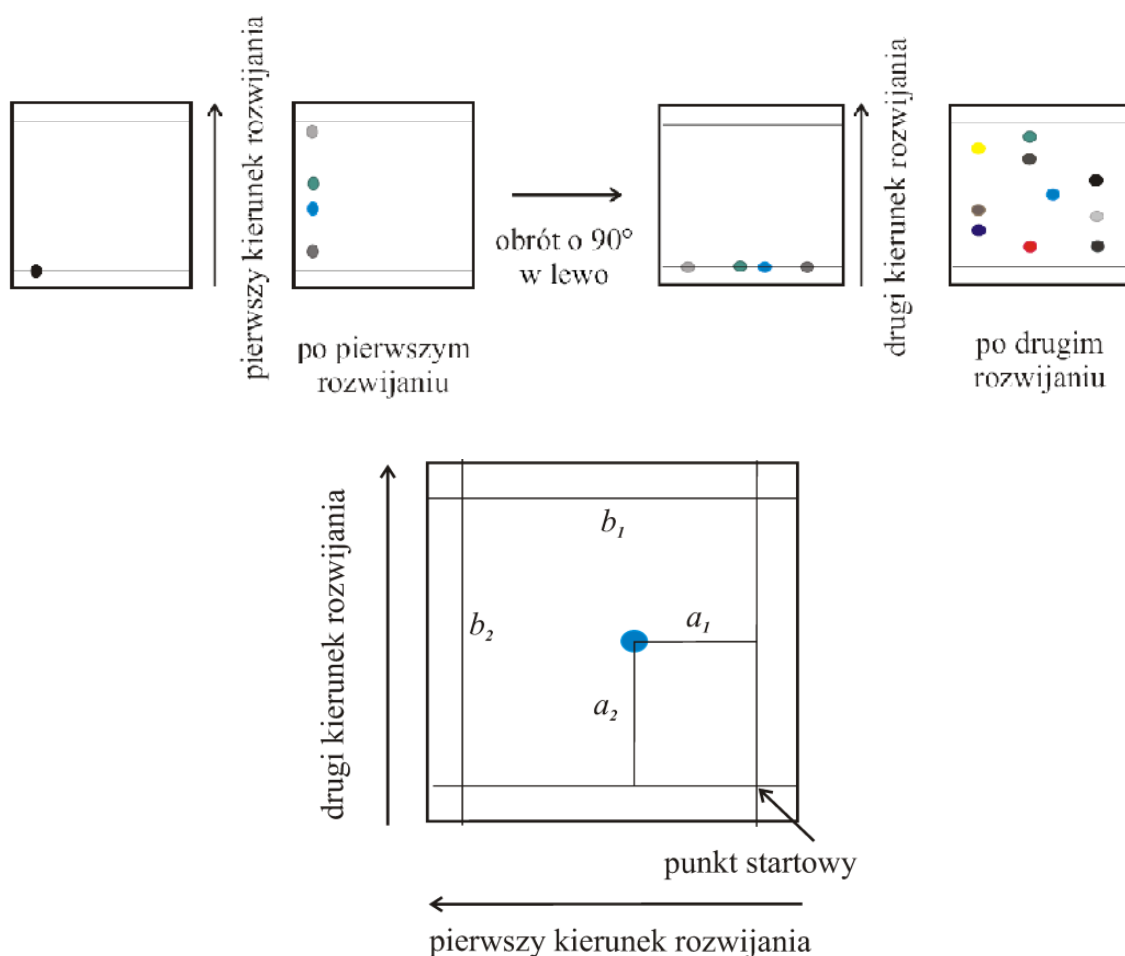 pierwszy kierunek rozwijania
po pierwszym
rozwijaniu
obrót o 90°
w lewo
drugi kierunek rozwijania
po drugim
rozwijaniu
drugi kierunek rozwijania
b₁
b₂
a₁
a₂
punkt startowy
pierwszy kierunek rozwijania